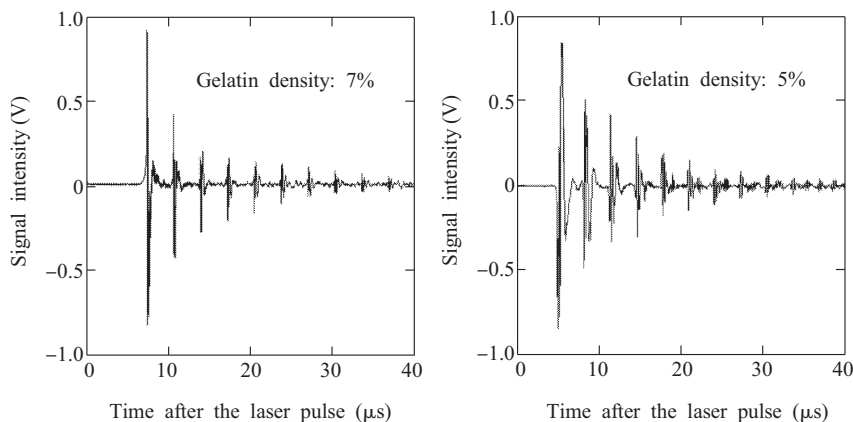 1.0
0.5
0
−0.5
−1.0
Signal intensity (V)
Gelatin density: 7%
0 10 20 30 40
Time after the laser pulse (μs)
1.0
0.5
0
−0.5
−1.0
Signal intensity (V)
Gelatin density: 5%
0 10 20 30 40
Time after the laser pulse (μs)